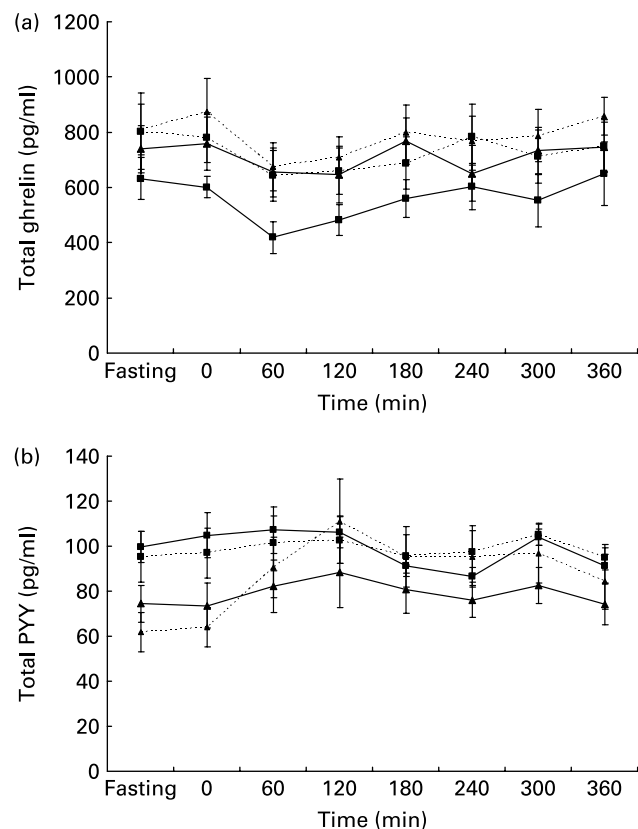 (a)
1200
1000
800
600
400
200
0
Total ghrelin (pg/ml)
Fasting 0 60 120 180 240 300 360
Time (min)
(b)
140
120
100
80
60
40
20
0
Total PYY (pg/ml)
Fasting 0 60 120 180 240 300 360
Time (min)